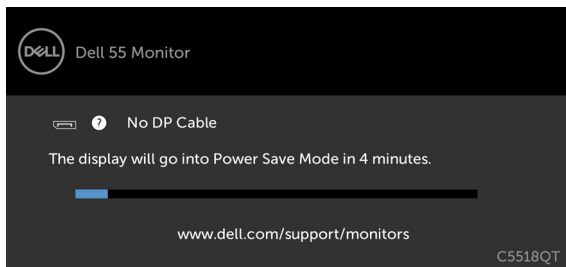 DELL
Dell 55 Monitor
? No DP Cable
The display will go into Power Save Mode in 4 minutes.
www.dell.com/support/monitors
C5518QT